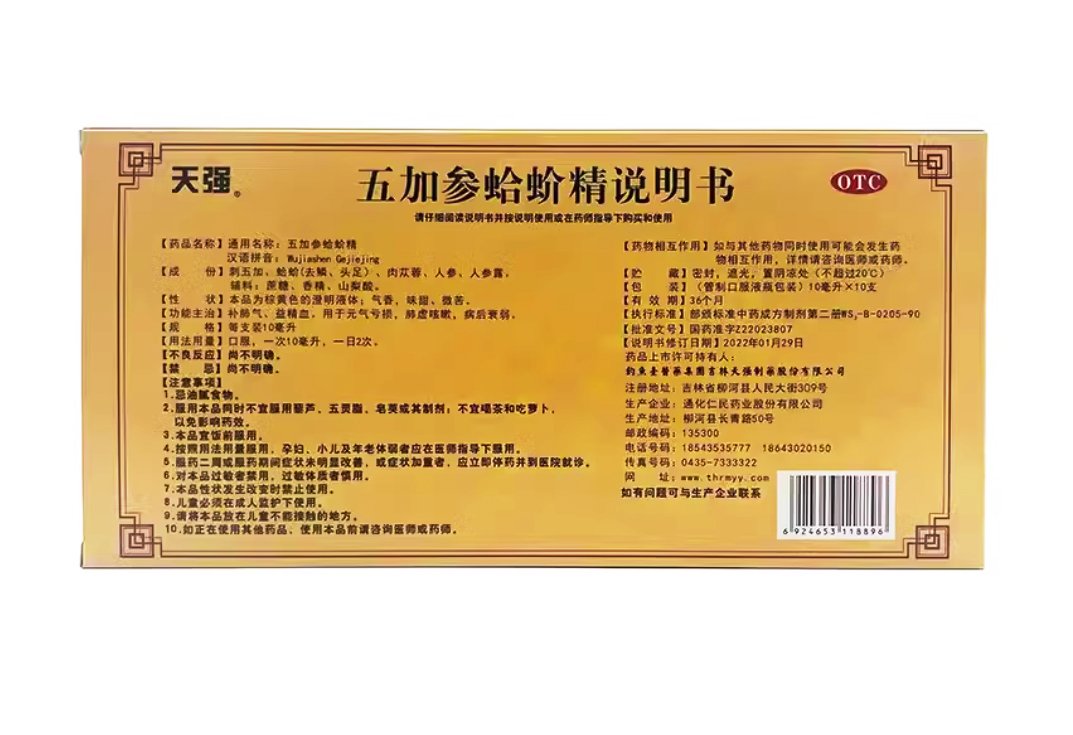 天强®
五加参蛤蚧精说明书
OTC
请仔细阅读说明书并按说明使用或在药师指导下购买和使用
【药品名称】通用名称：五加参蛤蚧精
汉语拼音：Wujiashen Gejiejing
【成　份】刺五加、蛤蚧(去鳞、头足)、肉苁蓉、人参、人参露。
辅料：蔗糖、香精、山梨酸。
【性　状】本品为棕黄色的澄明液体；气香，味甜、微苦。
【功能主治】补肺气，益精血。用于元气亏损，肺虚咳嗽，病后衰弱。
【规　格】每支装10毫升
【用法用量】口服，一次10毫升，一日2次。
【不良反应】尚不明确。
【禁　忌】尚不明确。
【注意事项】
1.忌油腻食物。
2.服用本品同时不宜服用藜芦、五灵脂、皂荚或其制剂；不宜喝茶和吃萝卜，
以免影响药效。
3.本品宜饭前服用。
4.按照用法用量服用，孕妇、小儿及年老体弱者应在医师指导下服用。
5.服药二周或服药期间症状未明显改善，或症状加重者，应立即停药并到医院就诊。
6.对本品过敏者禁用，过敏体质者慎用。
7.本品性状发生改变时禁止使用。
8.儿童必须在成人监护下使用。
9.请将本品放在儿童不能接触的地方。
10.如正在使用其他药品，使用本品前请咨询医师或药师。
【药物相互作用】如与其他药物同时使用可能会发生药
物相互作用，详情请咨询医师或药师。
【贮　藏】密封，遮光，置阴凉处（不超过20℃）
【包　装】（管制口服液瓶包装）10毫升×10支
【有 效 期】36个月
【执行标准】部颁标准中药成方制剂第二册WS₃-B-0205-90
【批准文号】国药准字Z22023807
【说明书修订日期】2022年01月29日
药品上市许可持有人：
钓鱼台医药集团吉林天强制药股份有限公司
注册地址：吉林省柳河县人民大街309号
生产企业：通化仁民药业股份有限公司
生产地址：柳河县长青路50号
邮政编码：135300
电话号码：18543535777 18643020150
传真号码：0435-7333322
网　址：www.thrmyy.com
如有问题可与生产企业联系
6 924653 118896